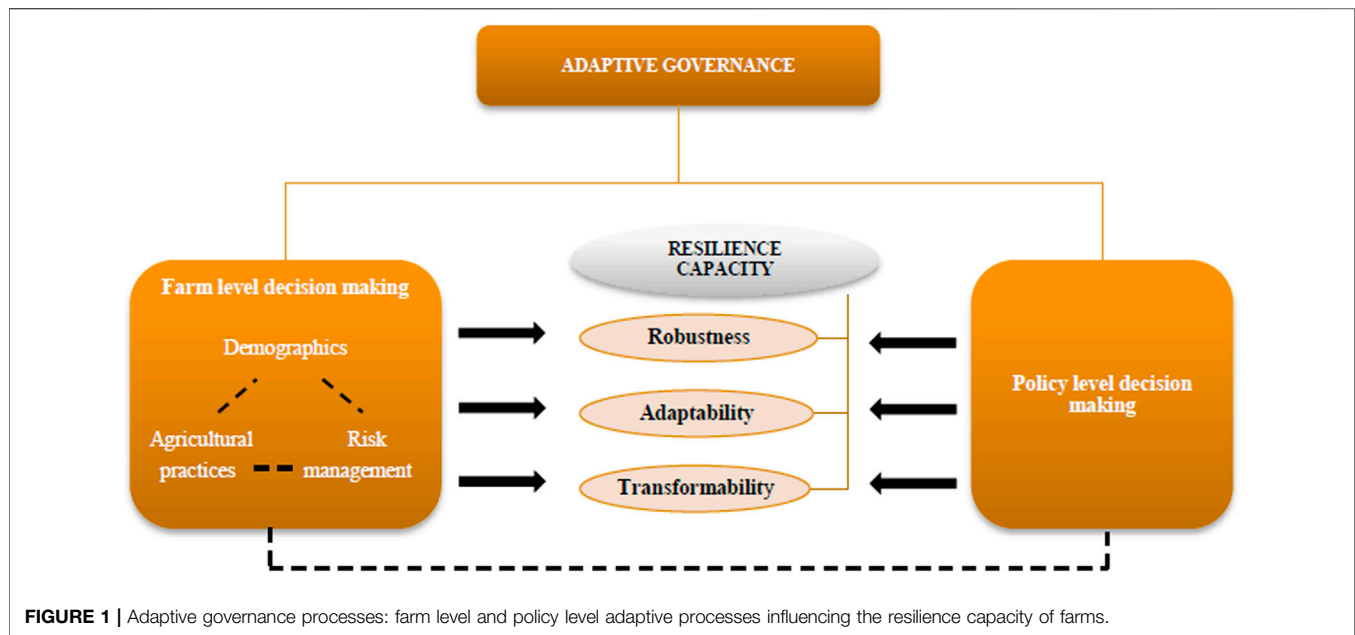 ADAPTIVE GOVERNANCE
RESILIENCE
CAPACITY
Farm level decision making
Demographics
Agricultural
practices
Risk
management
Robustness
Adaptability
Transformability
Policy level decision
making
FIGURE 1 | Adaptive governance processes: farm level and policy level adaptive processes influencing the resilience capacity of farms.